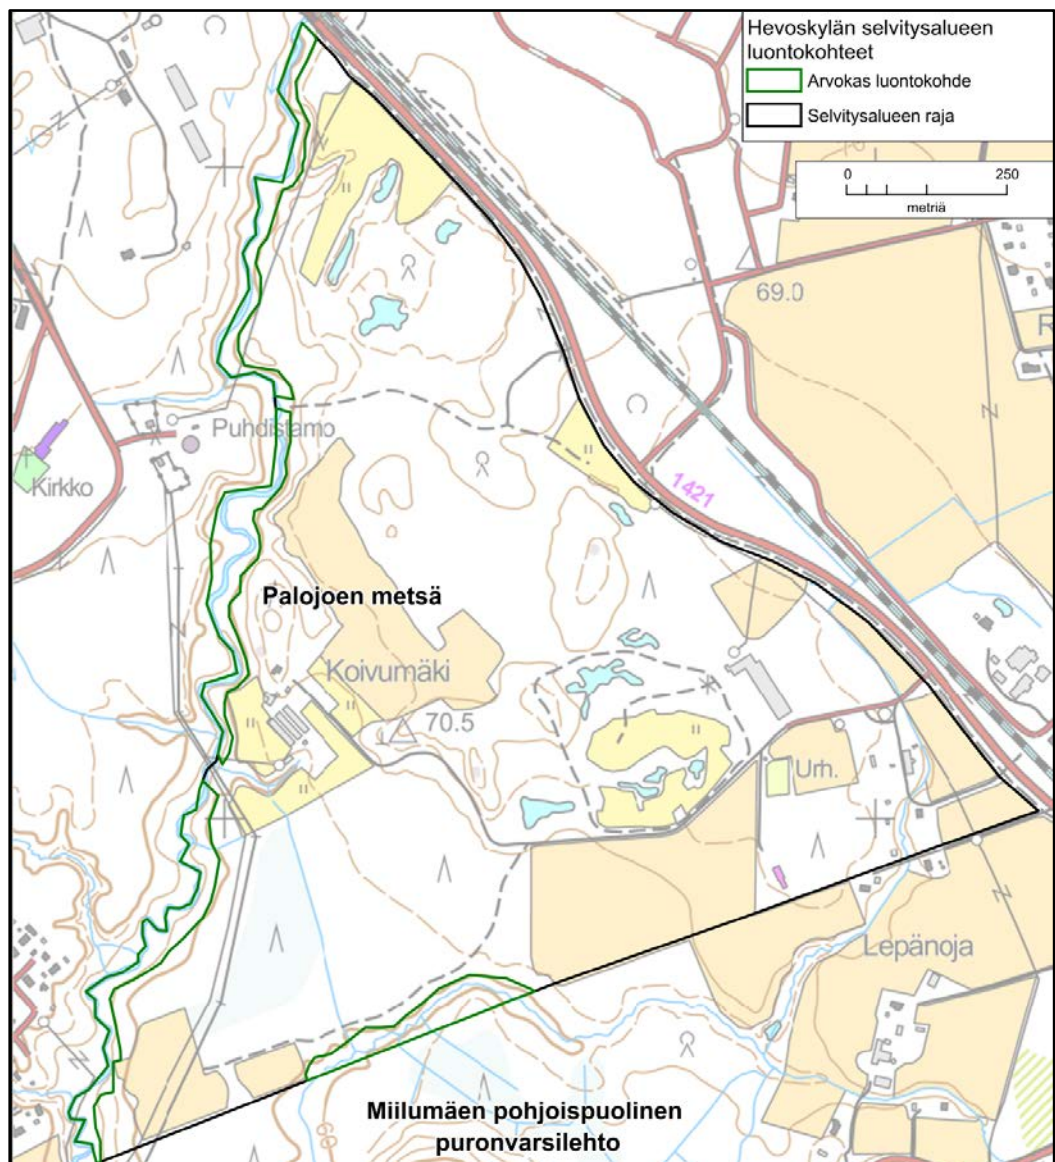 Hevoskylän selvitysalueen
luontokohteet
Arvokas luontokohde
Selvitysalueen raja
0
250
metriä
69.0
R
Puhdistamo
Kirkko
1421
Palojoen metsä
Koivumäki
70.5
Urh.
Lepänoja
Miilumäen pohjoispuolinen
puronvarsilehto